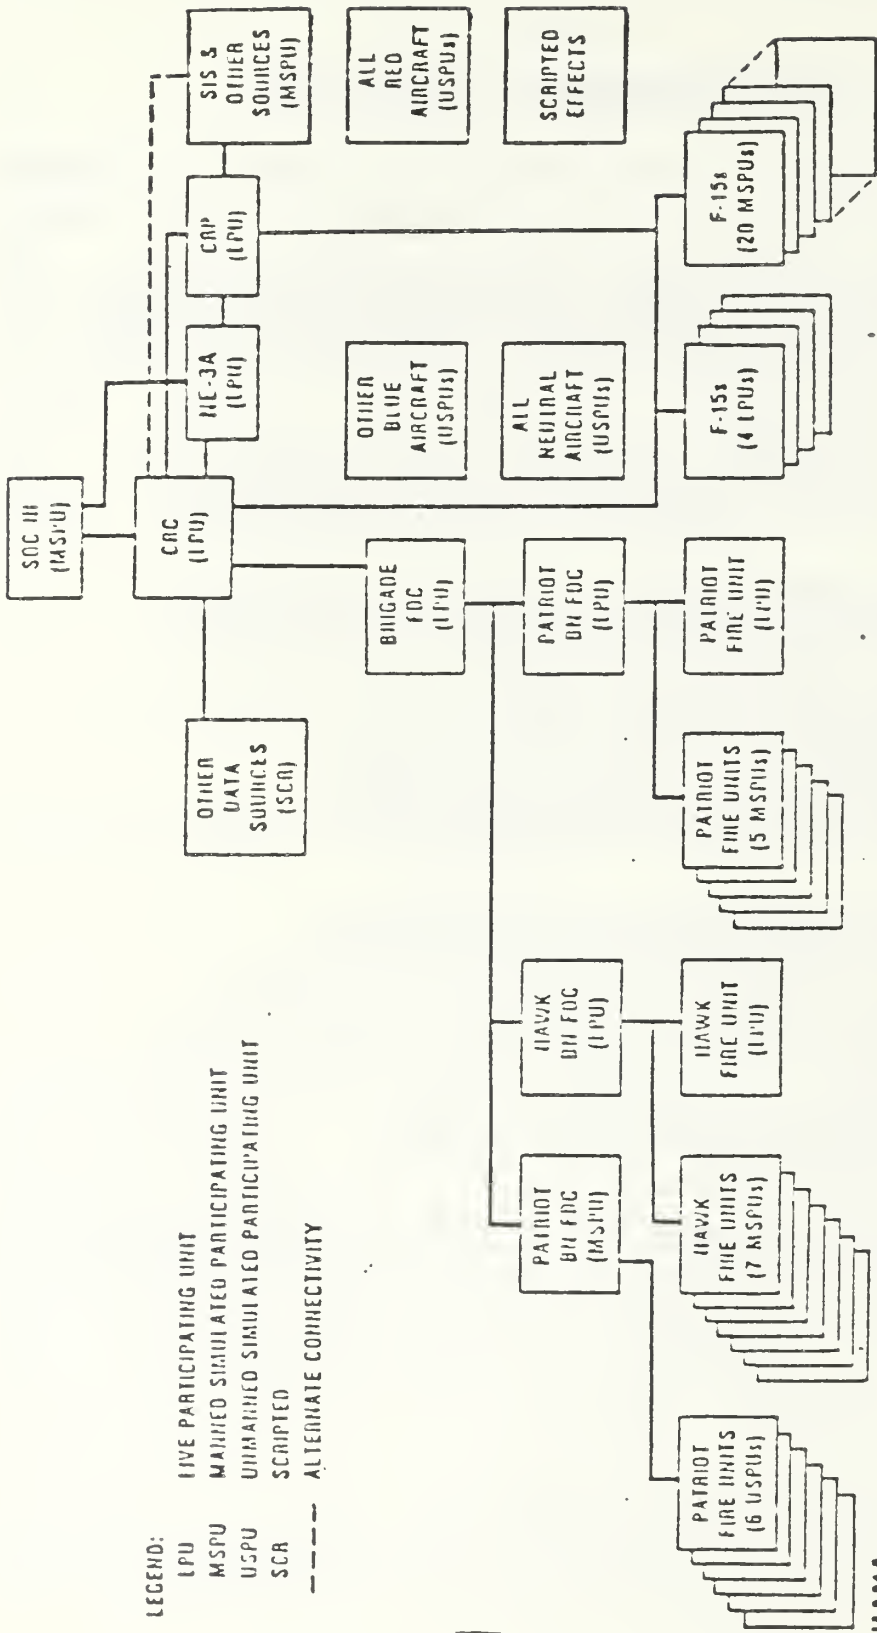 LEGEND:
LPU LIVE PARTICIPATING UNIT
MSPU MANNED SIMULATED PARTICIPATING UNIT
USPU UNMANNED SIMULATED PARTICIPATING UNIT
SCR SCRIPTED
---- ALTERNATE CONNECTIVITY
SOC III
(MSPU)
OTHER
DATA
SOURCES
(SCR)
CRC
(LPU)
NE-3A
(LPU)
CRP
(LPU)
SIS &
OTHER
SOURCES
(MSPU)
BRIGADE
FDC
(LPU)
OTHER
BLUE
AIRCRAFT
(USPUs)
ALL
RED
AIRCRAFT
(USPUs)
PATRIOT
BN FDC
(MSPU)
HAWK
BN FDC
(LPU)
PATRIOT
BN FDC
(LPU)
ALL
NEUTRAL
AIRCRAFT
(USPUs)
SCRIPTED
EFFECTS
PATRIOT
FIRE UNITS
(6 USPUs)
HAWK
FIRE UNITS
(7 MSPUs)
HAWK
FIRE UNIT
(LPU)
PATRIOT
FIRE UNITS
(5 MSPUs)
PATRIOT
FIRE UNIT
(LPU)
F-15s
(4 LPUs)
F-15s
(20 MSPUs)